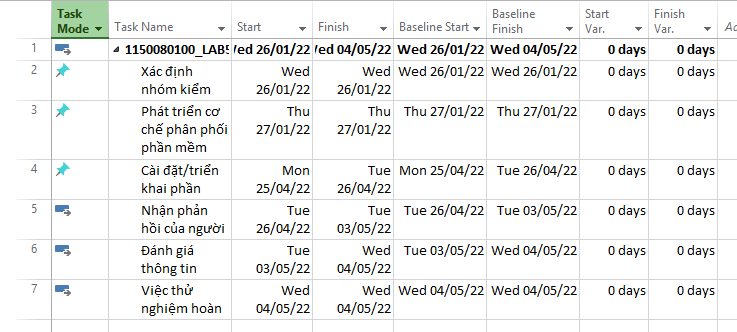 Task Mode Task Name Start Finish Baseline Start Baseline Finish Start Var. Finish Var.
1 1150080100_LAB5 Wed 26/01/22 Wed 04/05/22 Wed 26/01/22 Wed 04/05/22 0 days 0 days
2 Xác định Wed Wed Wed 26/01/22 Wed 26/01/22 0 days 0 days
nhóm kiểm 26/01/22 26/01/22
3 Phát triển cơ Thu Thu Thu 27/01/22 Thu 27/01/22 0 days 0 days
chế phân phối 27/01/22 27/01/22
phần mềm
4 Cài đặt/triển Mon Tue Mon 25/04/22 Tue 26/04/22 0 days 0 days
khai phần 25/04/22 26/04/22
5 Nhận phản Tue Tue Tue 26/04/22 Tue 03/05/22 0 days 0 days
hồi của người 26/04/22 03/05/22
6 Đánh giá Tue Wed Tue 03/05/22 Wed 04/05/22 0 days 0 days
thông tin 03/05/22 04/05/22
7 Việc thử Wed Wed Wed 04/05/22 Wed 04/05/22 0 days 0 days
nghiệm hoàn 04/05/22 04/05/22